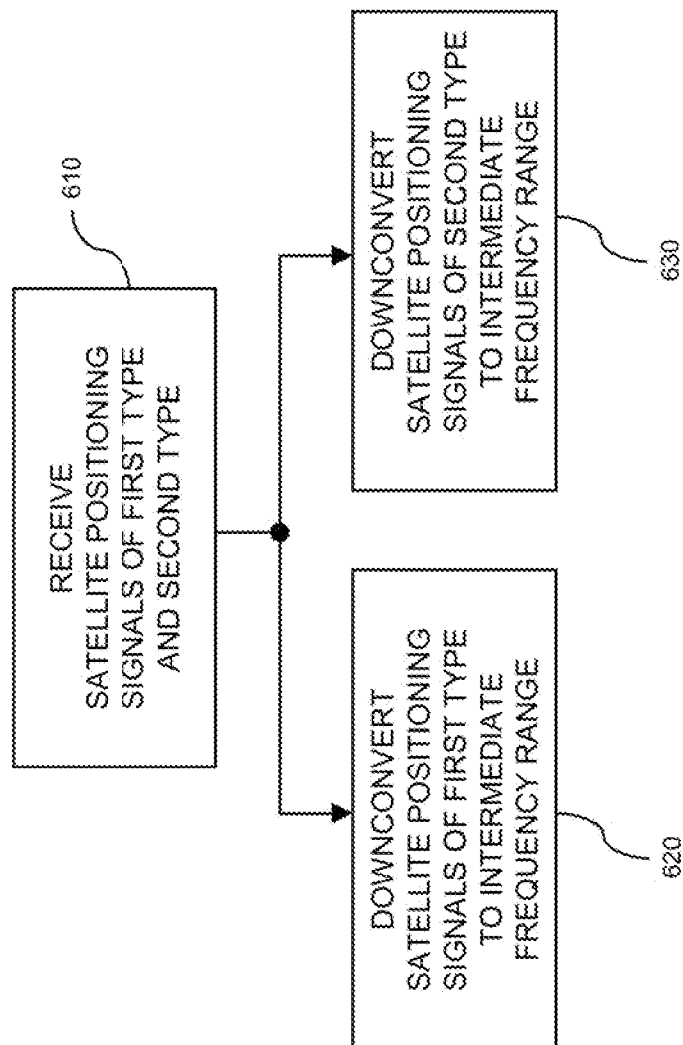 RECEIVE
SATELLITE POSITIONING
SIGNALS OF FIRST TYPE
AND SECOND TYPE
610
DOWNCONVERT
SATELLITE POSITIONING
SIGNALS OF FIRST TYPE
TO INTERMEDIATE
FREQUENCY RANGE
620
DOWNCONVERT
SATELLITE POSITIONING
SIGNALS OF SECOND TYPE
TO INTERMEDIATE
FREQUENCY RANGE
630